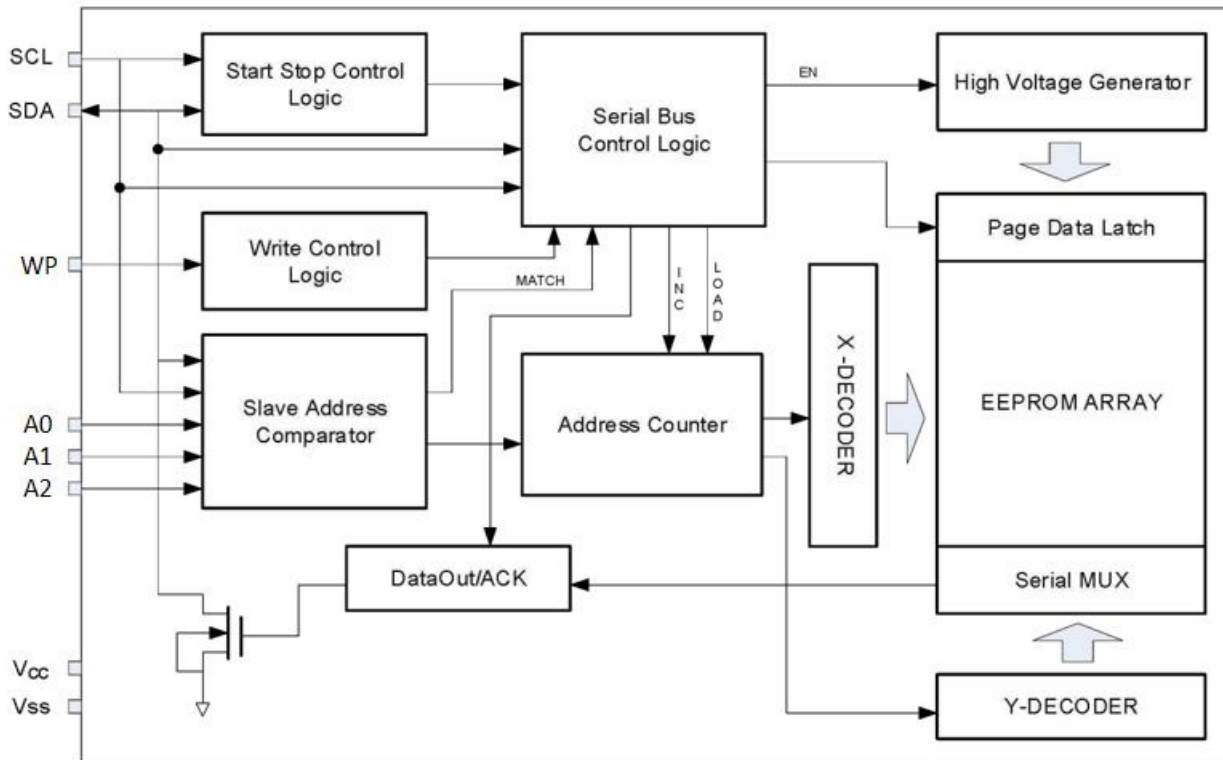 SCL
SDA
WP
A0
A1
A2
Vcc
Vss
Start Stop Control
Logic
Serial Bus
Control Logic
EN
High Voltage Generator
Write Control
Logic
MATCH
INC
LOAD
Page Data Latch
X-DECODER
EEPROM ARRAY
Slave Address
Comparator
Address Counter
DataOut/ACK
Serial MUX
Y-DECODER